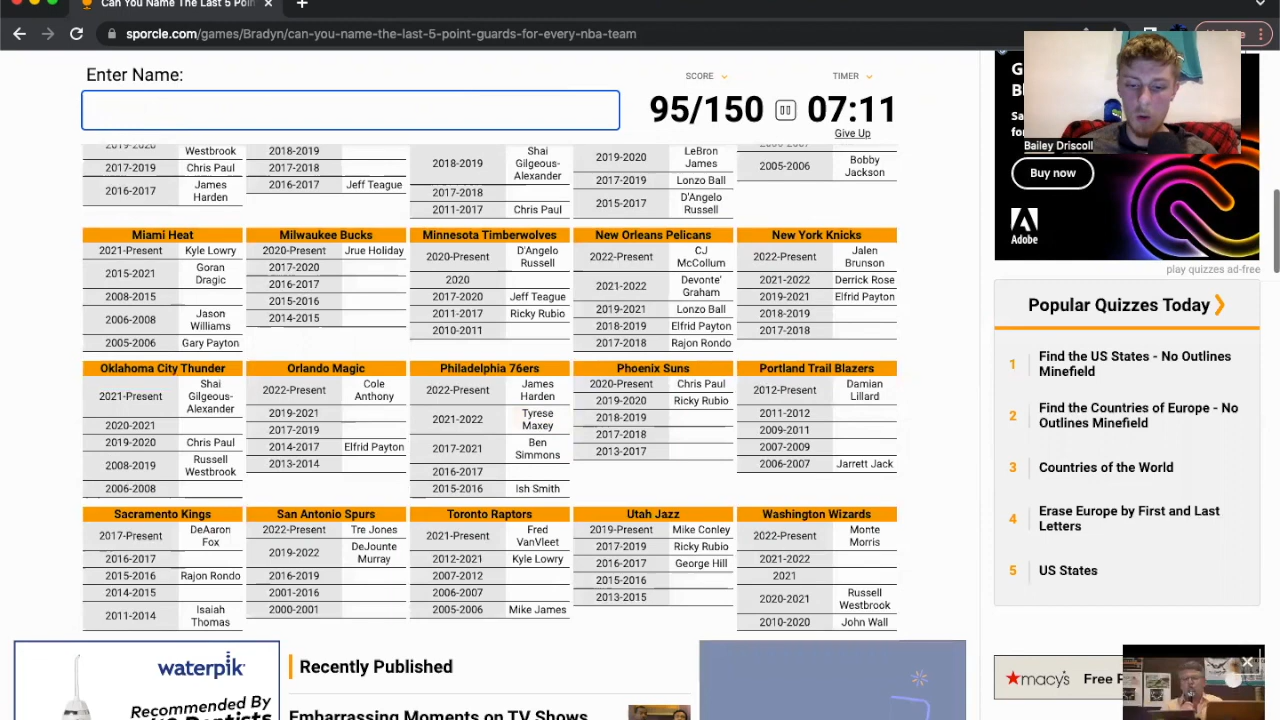 Can You Name The Last 5 Poin
sporcle.com/games/Bradyn/can-you-name-the-last-5-point-guards-for-every-nba-team
Enter Name:
SCORE
95/150
TIMER
07:11
Give Up
2019-2020 Westbrook
2017-2019 Chris Paul
2016-2017 James Harden
2018-2019
2017-2018
2016-2017 Jeff Teague
2018-2019 Shai Gilgeous-Alexander
2017-2018
2011-2017 Chris Paul
2019-2020 LeBron James
2017-2019 Lonzo Ball
2015-2017 D'Angelo Russell
2005-2006 Bobby Jackson
Miami Heat
2021-Present Kyle Lowry
2015-2021 Goran Dragic
2008-2015
2006-2008 Jason Williams
2005-2006 Gary Payton
Milwaukee Bucks
2020-Present Jrue Holiday
2017-2020
2016-2017
2015-2016
2014-2015
Minnesota Timberwolves
2020-Present D'Angelo Russell
2020
2017-2020 Jeff Teague
2011-2017 Ricky Rubio
2010-2011
New Orleans Pelicans
2022-Present CJ McCollum
2021-2022 Devonte' Graham
2019-2021 Lonzo Ball
2018-2019 Elfrid Payton
2017-2018 Rajon Rondo
New York Knicks
2022-Present Jalen Brunson
2021-2022 Derrick Rose
2019-2021 Elfrid Payton
2018-2019
2017-2018
Oklahoma City Thunder
2021-Present Shai Gilgeous-Alexander
2020-2021
2019-2020 Chris Paul
2008-2019 Russell Westbrook
2006-2008
Orlando Magic
2022-Present Cole Anthony
2019-2021
2017-2019
2014-2017 Elfrid Payton
2013-2014
Philadelphia 76ers
2022-Present James Harden
2021-2022 Tyrese Maxey
2017-2021 Ben Simmons
2016-2017
2015-2016 Ish Smith
Phoenix Suns
2020-Present Chris Paul
2019-2020 Ricky Rubio
2018-2019
2017-2018
2013-2017
Portland Trail Blazers
2012-Present Damian Lillard
2011-2012
2009-2011
2007-2009
2006-2007 Jarrett Jack
Sacramento Kings
2017-Present DeAaron Fox
2016-2017
2015-2016 Rajon Rondo
2014-2015
2011-2014 Isaiah Thomas
San Antonio Spurs
2022-Present Tre Jones
2019-2022 DeJounte Murray
2016-2019
2001-2016
2000-2001
Toronto Raptors
2021-Present Fred VanVleet
2012-2021 Kyle Lowry
2007-2012
2006-2007
2005-2006 Mike James
Utah Jazz
2019-Present Mike Conley
2017-2019 Ricky Rubio
2016-2017 George Hill
2015-2016
2013-2015
Washington Wizards
2022-Present Monte Morris
2021-2022
2021
2020-2021 Russell Westbrook
2010-2020 John Wall
Bailey Driscoll
Buy now
Adobe
play quizzes ad-free
Popular Quizzes Today
1 Find the US States - No Outlines Minefield
2 Find the Countries of Europe - No Outlines Minefield
3 Countries of the World
4 Erase Europe by First and Last Letters
5 US States
waterpik
Recommended By
Recently Published
Embarrassing Moments on TV Shows
macy's